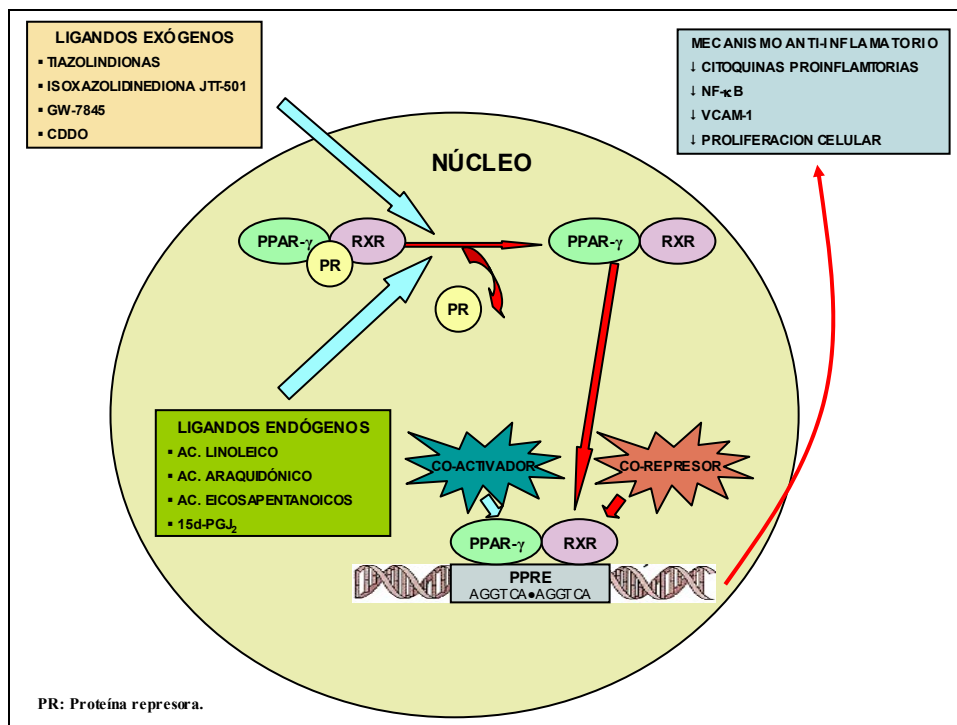 LIGANDOS EXÓGENOS
▪ TIAZOLINDIONAS
▪ ISOXAZOLIDINEDIONA JTT-501
▪ GW-7845
▪ CDDO
MECANISMO ANTI-INFLAMATORIO
↓ CITOQUINAS PROINFLAMTORIAS
↓ NF-κB
↓ VCAM-1
↓ PROLIFERACION CELULAR
NÚCLEO
PPAR-γ
RXR
PR
PPAR-γ
RXR
PR
LIGANDOS ENDÓGENOS
▪ AC. LINOLEICO
▪ AC. ARAQUIDÓNICO
▪ AC. EICOSAPENTANOICOS
▪ 15d-PGJ₂
CO-ACTIVADOR
CO-REPRESOR
PPAR-γ
RXR
PPRE
AGGTCA●AGGTCA
PR: Proteína represora.